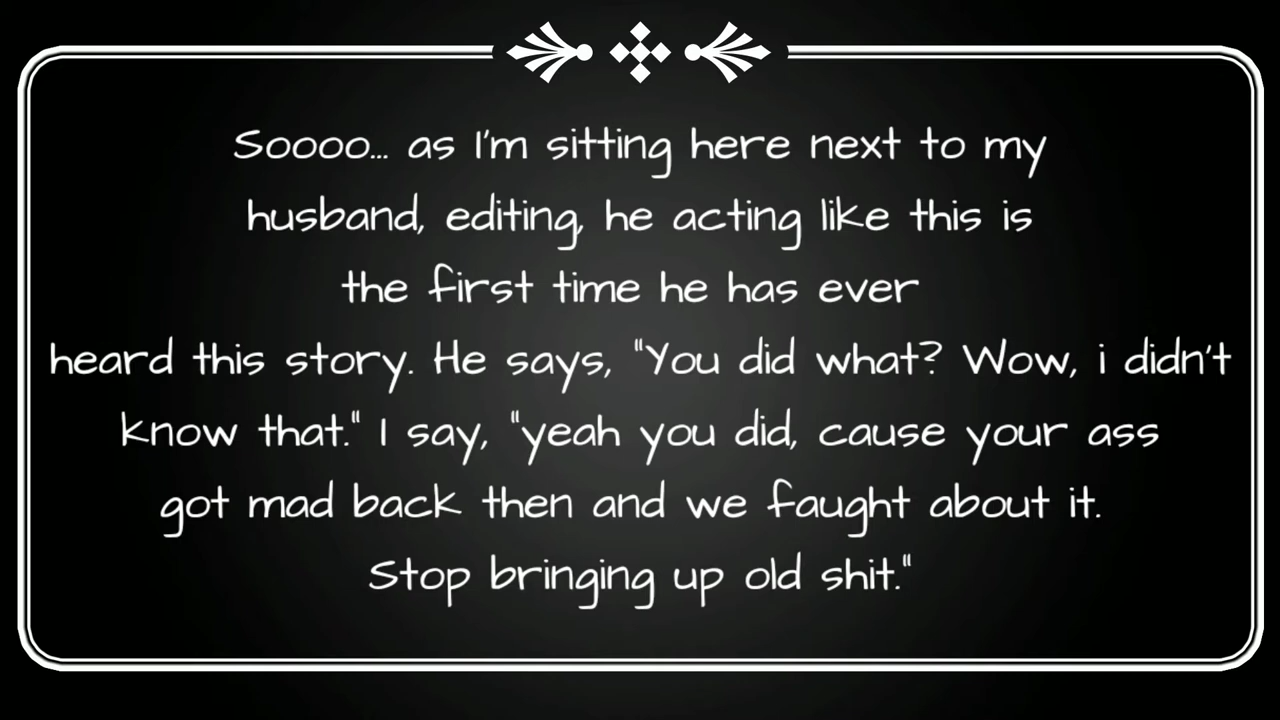 Soooo... as I'm sitting here next to my
husband, editing, he acting like this is
the first time he has ever
heard this story. He says, "You did what? Wow, i didn't
know that." I say, "yeah you did, cause your ass
got mad back then and we faught about it.
Stop bringing up old shit."